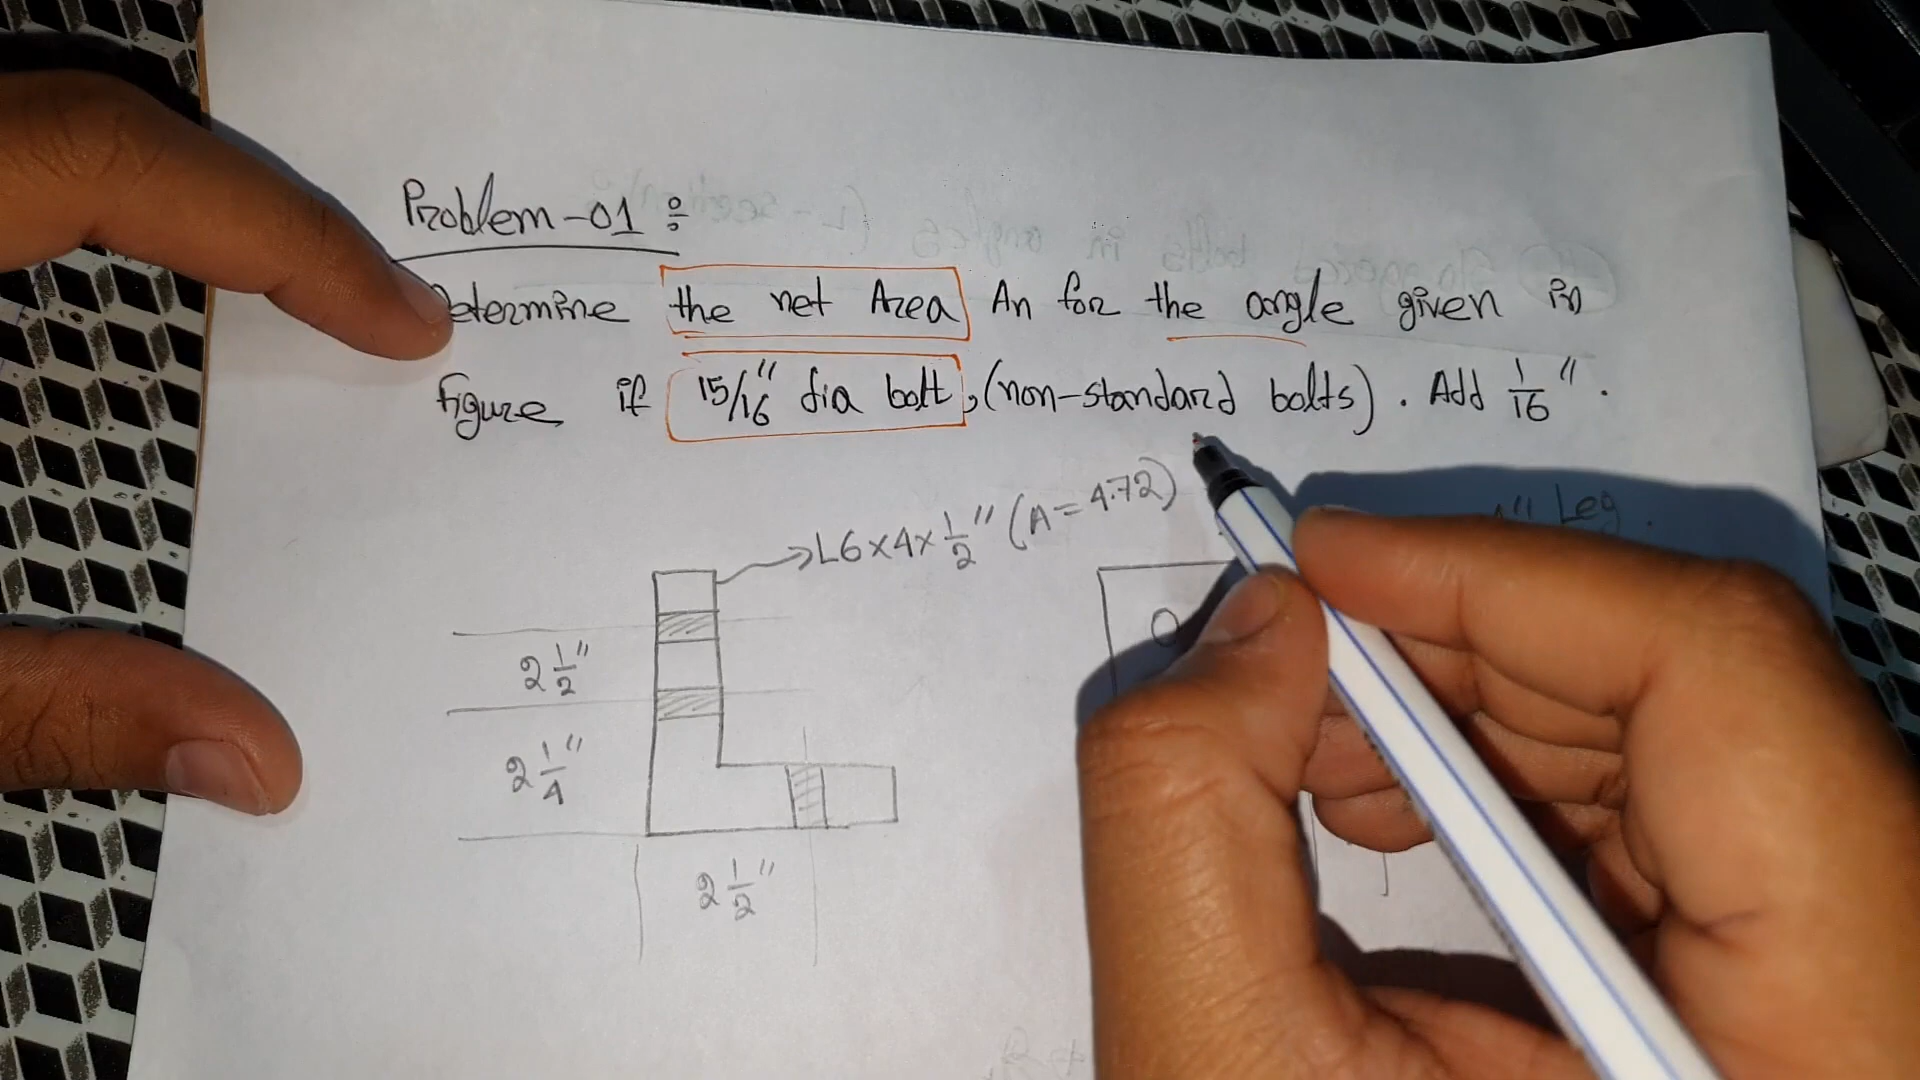 Problem-01 :
Determine the net Area An for the angle given in
figure if 15/16" dia bolt, (non-standard bolts). Add 1/16".
L6x4x1/2" (A=4.72)
4" Leg.
2 1/2"
2 1/4"
2 1/2"